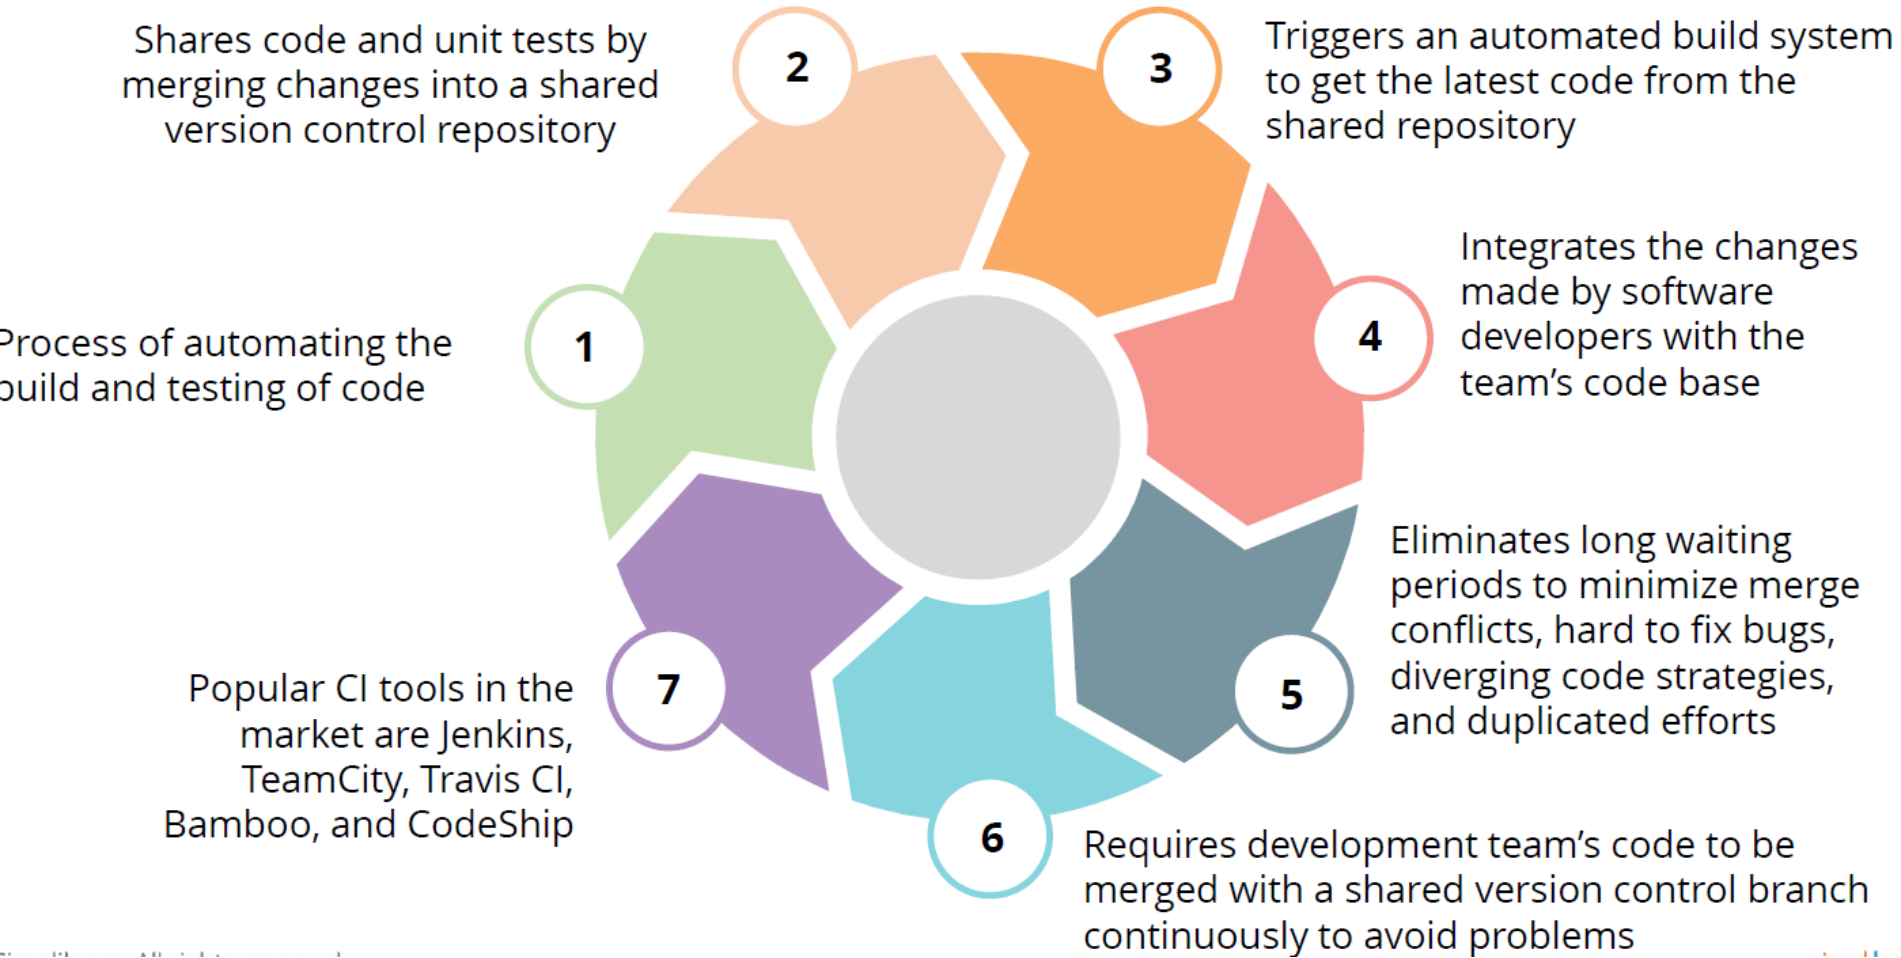 Shares code and unit tests by
merging changes into a shared
version control repository
2
3
Triggers an automated build system
to get the latest code from the
shared repository
Process of automating the
build and testing of code
1
4
Integrates the changes
made by software
developers with the
team's code base
Eliminates long waiting
periods to minimize merge
conflicts, hard to fix bugs,
diverging code strategies,
and duplicated efforts
5
Popular CI tools in the
market are Jenkins,
TeamCity, Travis CI,
Bamboo, and CodeShip
7
6
Requires development team's code to be
merged with a shared version control branch
continuously to avoid problems